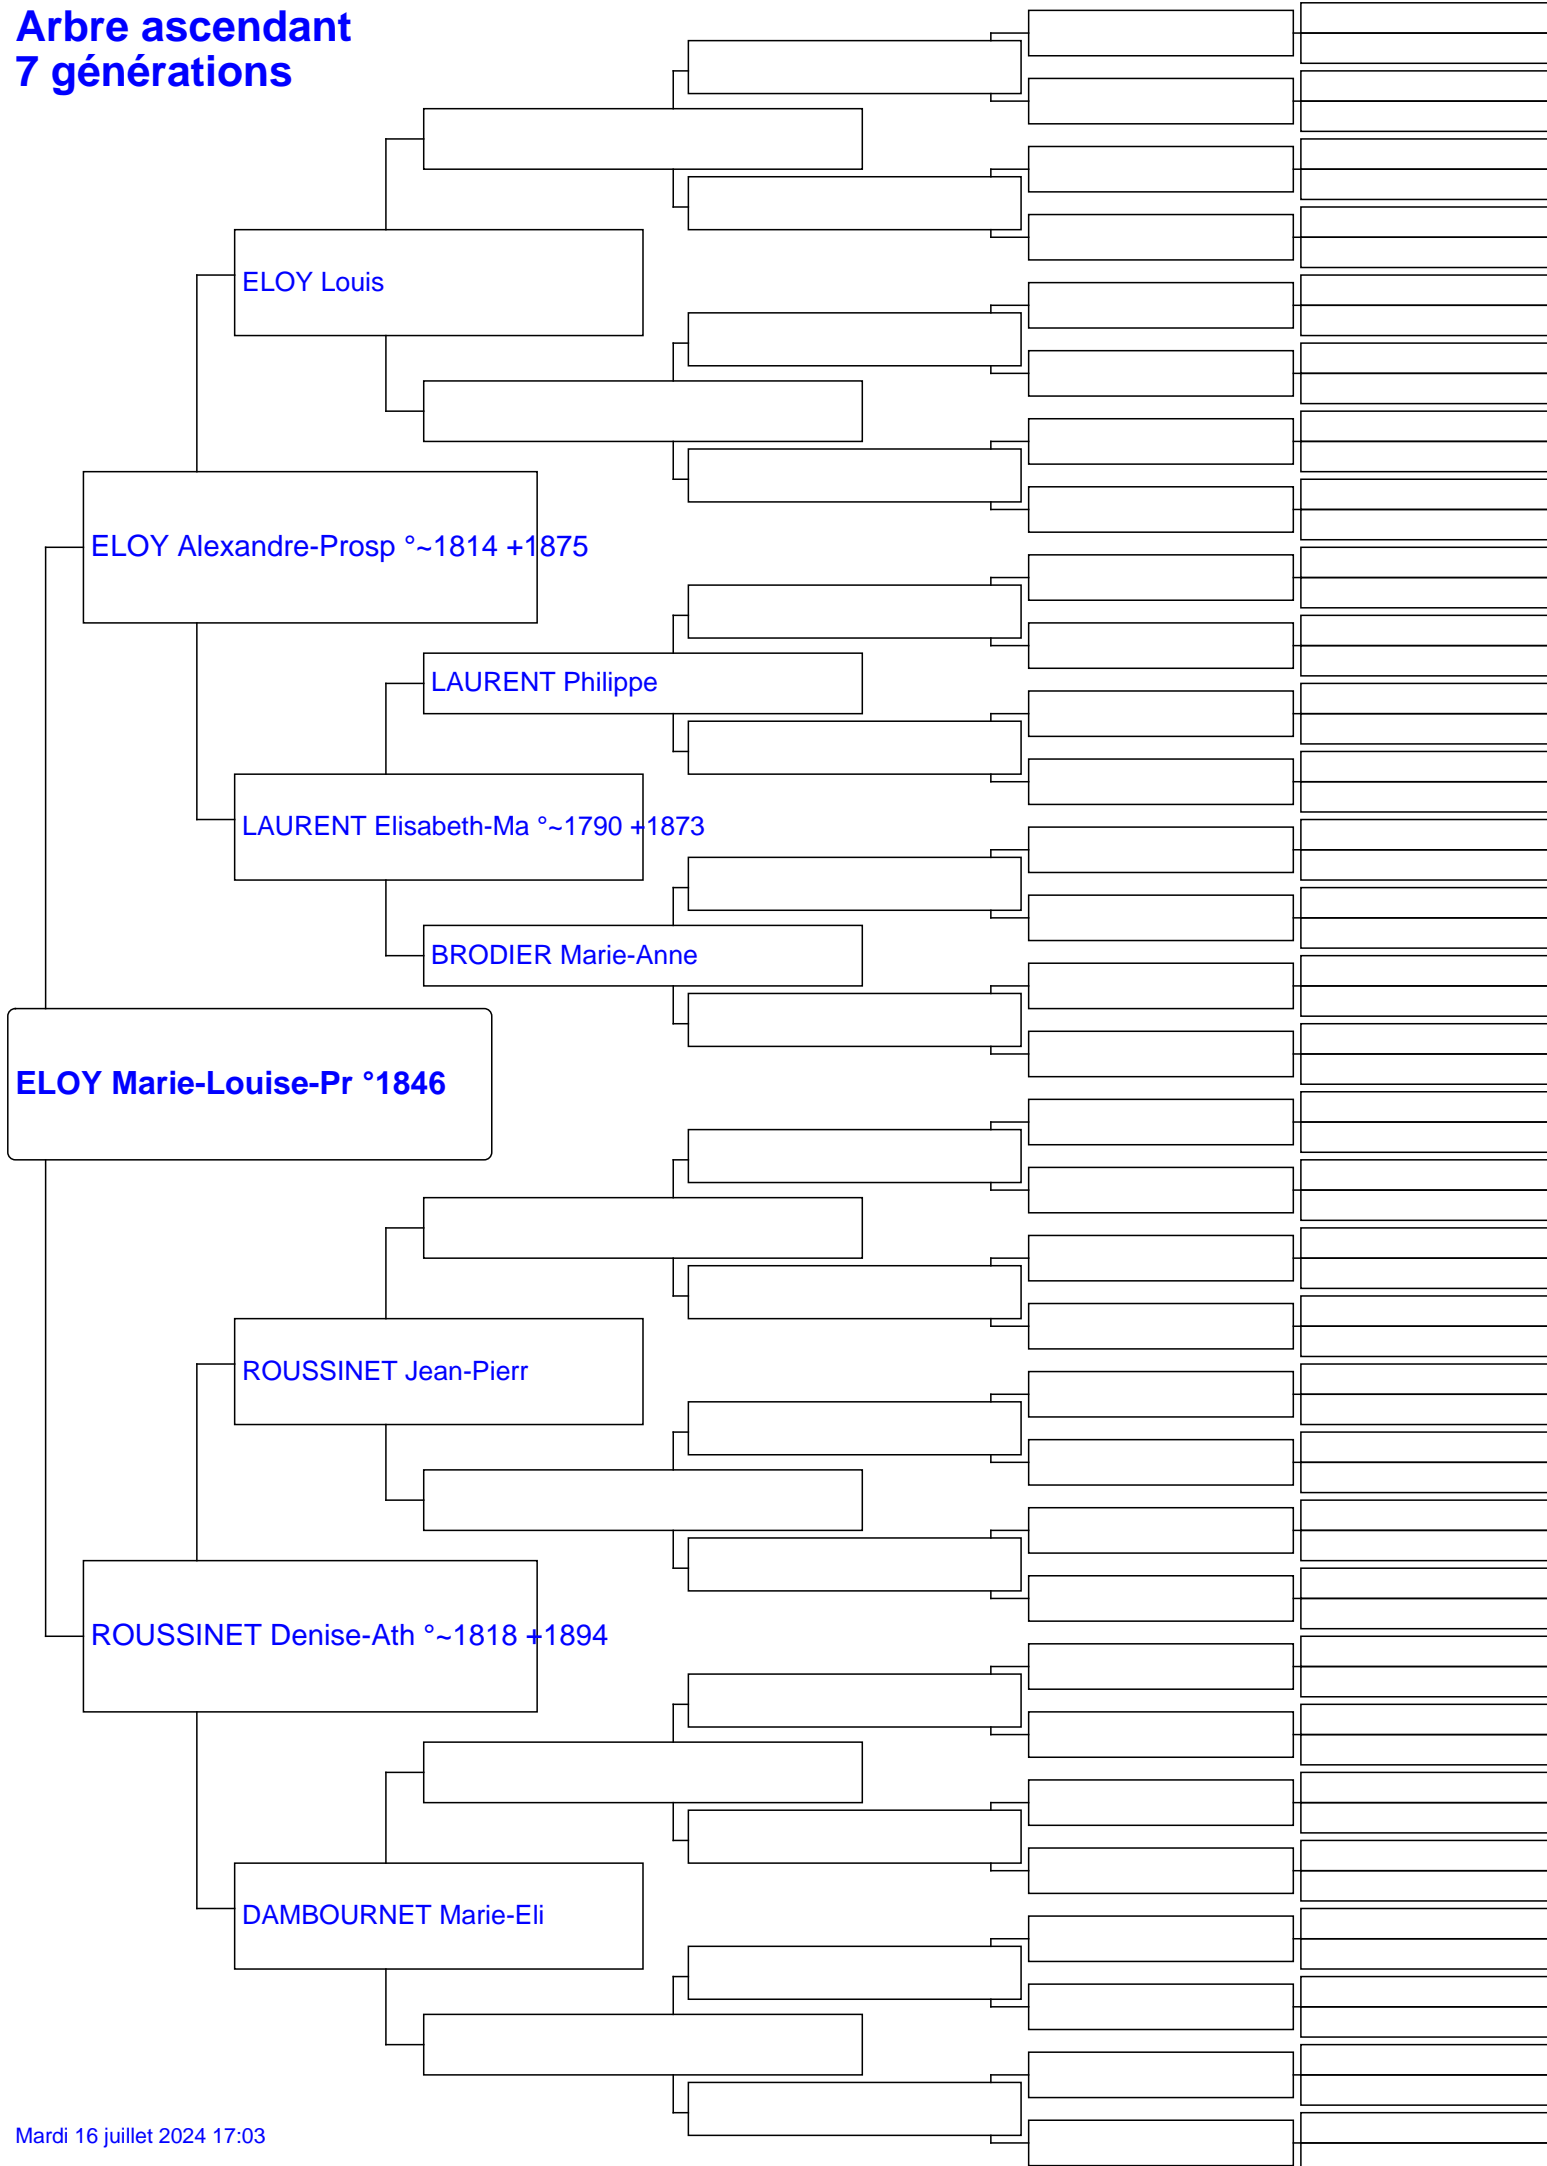 Arbre ascendant
7 générations
ELOY Louis
ELOY Alexandre-Prosp °~1814 +1875
LAURENT Philippe
LAURENT Elisabeth-Ma °~1790 +1873
BRODIER Marie-Anne
ELOY Marie-Louise-Pr °1846
ROUSSINET Jean-Pierr
ROUSSINET Denise-Ath °~1818 +1894
DAMBOURNET Marie-Eli
Mardi 16 juillet 2024 17:03